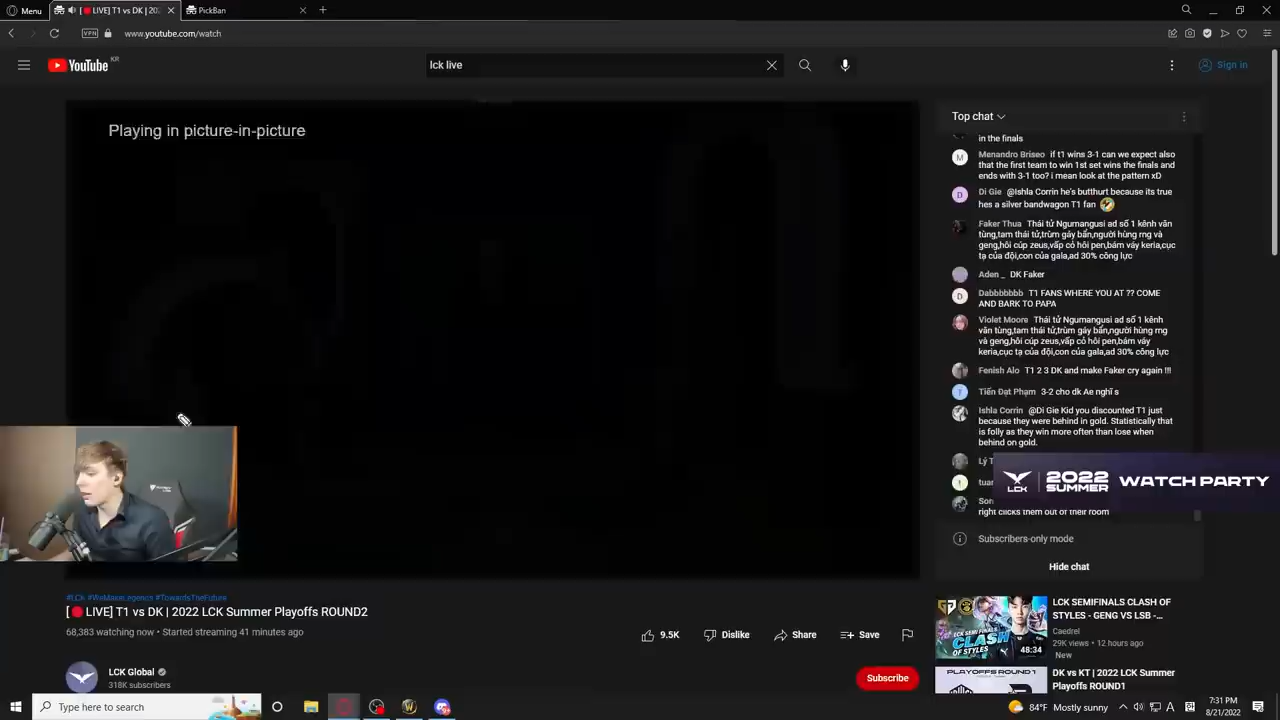 Menu
[🔴 LIVE] T1 vs DK | 202
PickBan
VPN
www.youtube.com/watch
YouTube KR
lck live
Sign in
Playing in picture-in-picture
Top chat
in the finals
Menandro Briseo if t1 wins 3-1 can we expect also
that the first team to win 1st set wins the finals and
ends with 3-1 too? i mean look at the pattern xD
Di Gie @Ishla Corrin he's butthurt because its true
hes a silver bandwagon T1 fan 🤣
Faker Thua Thái tử Ngumangusi ad số 1 kênh văn
tùng,tam thái tử,trùm gáy bẩn,người hùng rng và
geng,hôi cúp zeus,vấp cỏ hồi pen,bám váy keria,cục
tạ của đội,con của gala,ad 30% công lực
Aden _ DK Faker
Dabbbbbbb T1 FANS WHERE YOU AT ?? COME
AND BARK TO PAPA
Violet Moore Thái tử Ngumangusi ad số 1 kênh
văn tùng,tam thái tử,trùm gáy bẩn,người hùng rng
và geng,hôi cúp zeus,vấp cỏ hồi pen,bám váy
keria,cục tạ của đội,con của gala,ad 30% công lực
Fenish Alo T1 2 3 DK and make Faker cry again !!!
Tiến Đạt Phạm 3-2 cho dk Ae nghĩ s
Ishla Corrin @Di Gie Kid you discounted T1 just
because they were behind in gold. Statistically that
is folly as they win more often than lose when
behind on gold.
Lý T
tuar
Son
right clicks them out of their room
LCK 2022 SUMMER WATCH PARTY
Subscribers-only mode
Hide chat
#LCK #WeMakeLegends #TowardsTheFuture
[🔴 LIVE] T1 vs DK | 2022 LCK Summer Playoffs ROUND2
68,383 watching now • Started streaming 41 minutes ago
9.5K
Dislike
Share
Save
LCK Global
318K subscribers
Subscribe
LCK SEMIFINALS CLASH OF
STYLES - GENG VS LSB -…
Caedrel
29K views • 12 hours ago
New
LCK SEMIFINALS
CLASH OF
STYLES
48:34
PLAYOFFS ROUND1
DK vs KT | 2022 LCK Summer
Playoffs ROUND1
Type here to search
84°F Mostly sunny
A
7:31 PM
8/21/2022